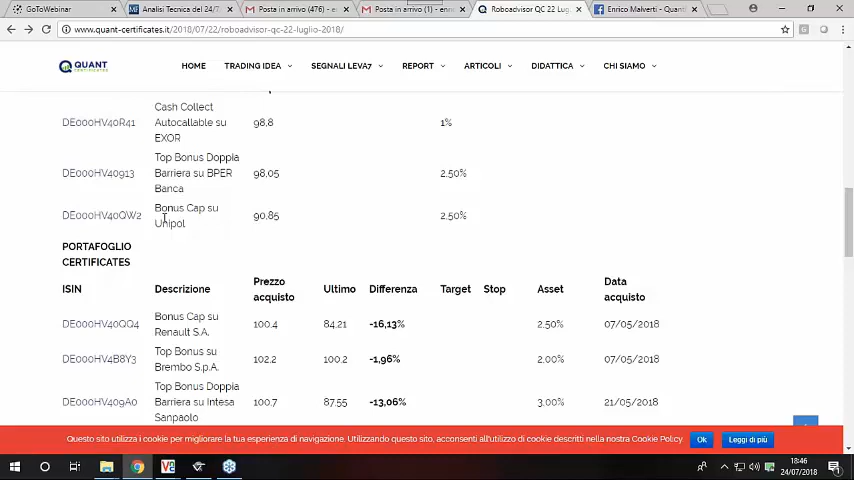 GoToWebinar
Analisi Tecnica del 24/7
Posta in arrivo (476) - e
Posta in arrivo (1) - enr
Roboadvisor QC 22 Lug
Enrico Malverti - Quant
www.quant-certificates.it/2018/07/22/roboadvisor-qc-22-luglio-2018/
QUANT
CERTIFICATES
HOME
TRADING IDEA
SEGNALI LEVA7
REPORT
ARTICOLI
DIDATTICA
CHI SIAMO
DE000HV40R41
Cash Collect
Autocallable su
EXOR
98.8
1%
DE000HV40913
Top Bonus Doppia
Barriera su BPER
Banca
98.05
2.50%
DE000HV40QW2
Bonus Cap su
Unipol
90.85
2,50%
PORTAFOGLIO
CERTIFICATES
ISIN
Descrizione
Prezzo
acquisto
Ultimo
Differenza
Target
Stop
Asset
Data
acquisto
DE000HV40QQ4
Bonus Cap su
Renault S.A.
100.4
84,21
-16,13%
2,50%
07/05/2018
DE000HV4B8Y3
Top Bonus su
Brembo S.p.A.
102.2
100.2
-1,96%
2,00%
07/05/2018
DE000HV409A0
Top Bonus Doppia
Barriera su Intesa
Sanpaolo
100.7
87.55
-13,06%
3,00%
21/05/2018
Questo sito utilizza i cookie per migliorare la tua esperienza di navigazione. Utilizzando questo sito, acconsenti all'utilizzo di cookie descritti nella nostra Cookie Policy
Ok
Leggi di più
18:46
24/07/2018